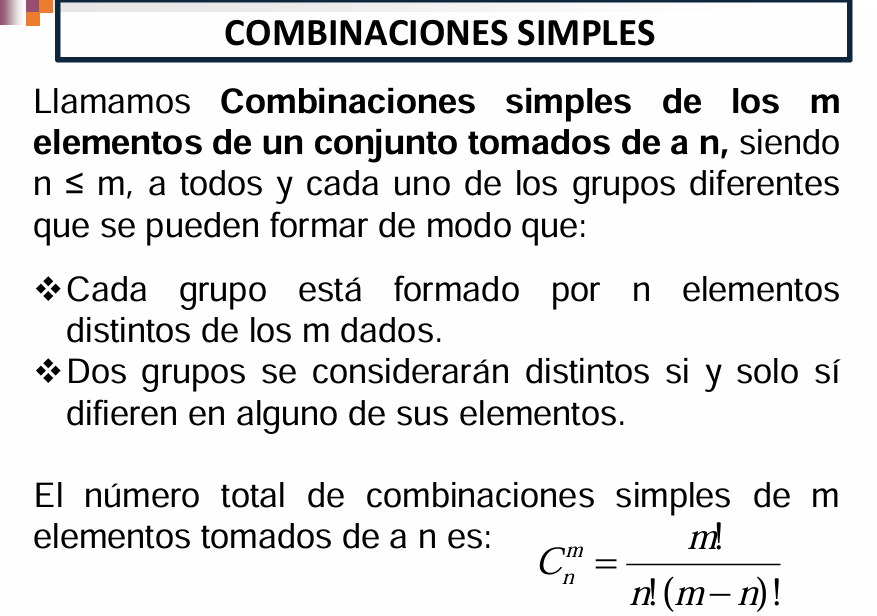 COMBINACIONES SIMPLES
Llamamos Combinaciones simples de los m
elementos de un conjunto tomados de a n, siendo
n ≤ m, a todos y cada uno de los grupos diferentes
que se pueden formar de modo que:
❖Cada grupo está formado por n elementos
distintos de los m dados.
❖Dos grupos se considerarán distintos si y solo sí
difieren en alguno de sus elementos.
El número total de combinaciones simples de m
elementos tomados de a n es:
C_n^m = m! / n!(m − n)!